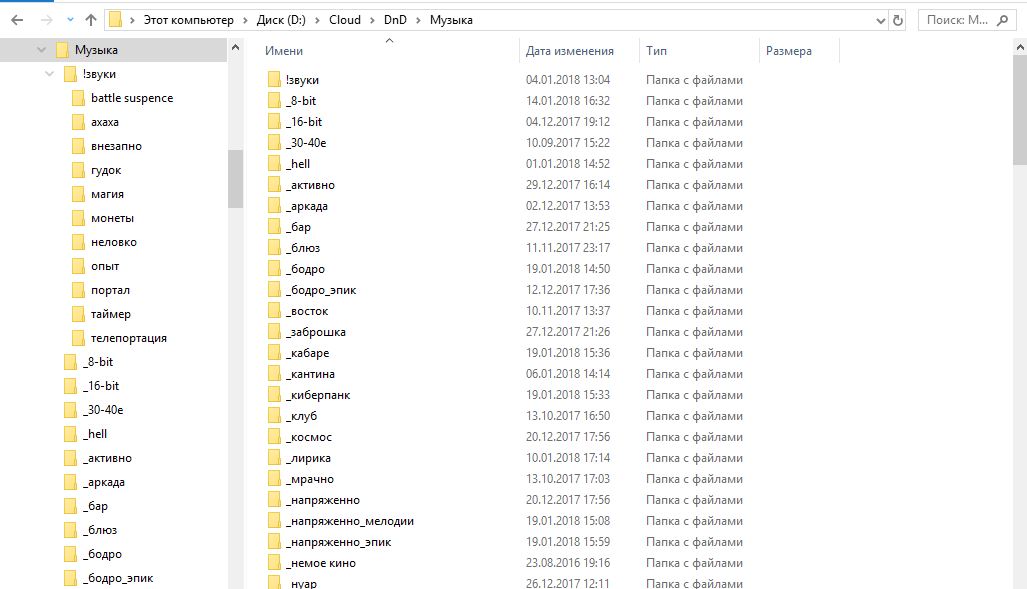 Этот компьютер > Диск (D:) > Cloud > DnD > Музыка
Поиск: М...
Музыка
!звуки
battle suspence
ахаха
внезапно
гудок
магия
монеты
неловко
опыт
портал
таймер
телепортация
_8-bit
_16-bit
_30-40е
_hell
_активно
_аркада
_бар
_блюз
_бодро
_бодро_эпик
Имени Дата изменения Тип Размера
!звуки 04.01.2018 13:04 Папка с файлами
_8-bit 14.01.2018 16:32 Папка с файлами
_16-bit 04.12.2017 19:12 Папка с файлами
_30-40е 10.09.2017 15:22 Папка с файлами
_hell 01.01.2018 14:52 Папка с файлами
_активно 29.12.2017 16:14 Папка с файлами
_аркада 02.12.2017 13:53 Папка с файлами
_бар 27.12.2017 21:25 Папка с файлами
_блюз 11.11.2017 23:17 Папка с файлами
_бодро 19.01.2018 14:50 Папка с файлами
_бодро_эпик 12.12.2017 17:36 Папка с файлами
_восток 10.11.2017 13:37 Папка с файлами
_заброшка 27.12.2017 21:26 Папка с файлами
_кабаре 19.01.2018 15:36 Папка с файлами
_кантина 06.01.2018 14:14 Папка с файлами
_киберпанк 19.01.2018 15:33 Папка с файлами
_клуб 13.10.2017 16:50 Папка с файлами
_космос 20.12.2017 17:56 Папка с файлами
_лирика 10.01.2018 17:14 Папка с файлами
_мрачно 13.10.2017 17:03 Папка с файлами
_напряженно 20.12.2017 17:56 Папка с файлами
_напряженно_мелодии 19.01.2018 15:08 Папка с файлами
_напряженно_эпик 19.01.2018 15:59 Папка с файлами
_немое кино 23.08.2016 19:16 Папка с файлами
_нуар 26.12.2017 12:11 Папка с файлами